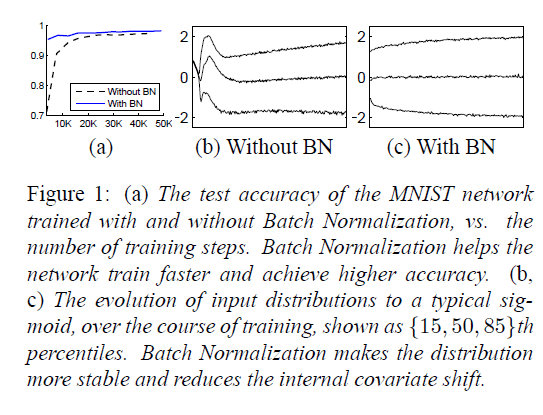 1
0.9
0.8
0.7
Without BN
With BN
10K 20K 30K 40K 50K
2
0
−2
2
0
−2
(a) (b) Without BN (c) With BN
Figure 1: (a) The test accuracy of the MNIST network
trained with and without Batch Normalization, vs. the
number of training steps. Batch Normalization helps the
network train faster and achieve higher accuracy. (b,
c) The evolution of input distributions to a typical sig-
moid, over the course of training, shown as {15, 50, 85}th
percentiles. Batch Normalization makes the distribution
more stable and reduces the internal covariate shift.